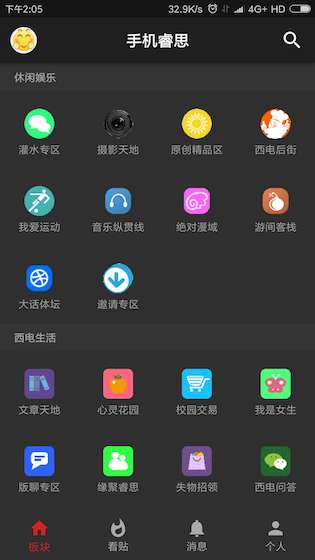 下午2:05 32.9K/s 4G+ HD
手机睿思
休闲娱乐
灌水专区 摄影天地 原创精品区 西电后街
我爱运动 音乐纵贯线 绝对漫域 游间客栈
大话体坛 邀请专区
西电生活
文章天地 心灵花园 校园交易 我是女生
版聊专区 缘聚睿思 失物招领 西电问答
板块 看贴 消息 个人